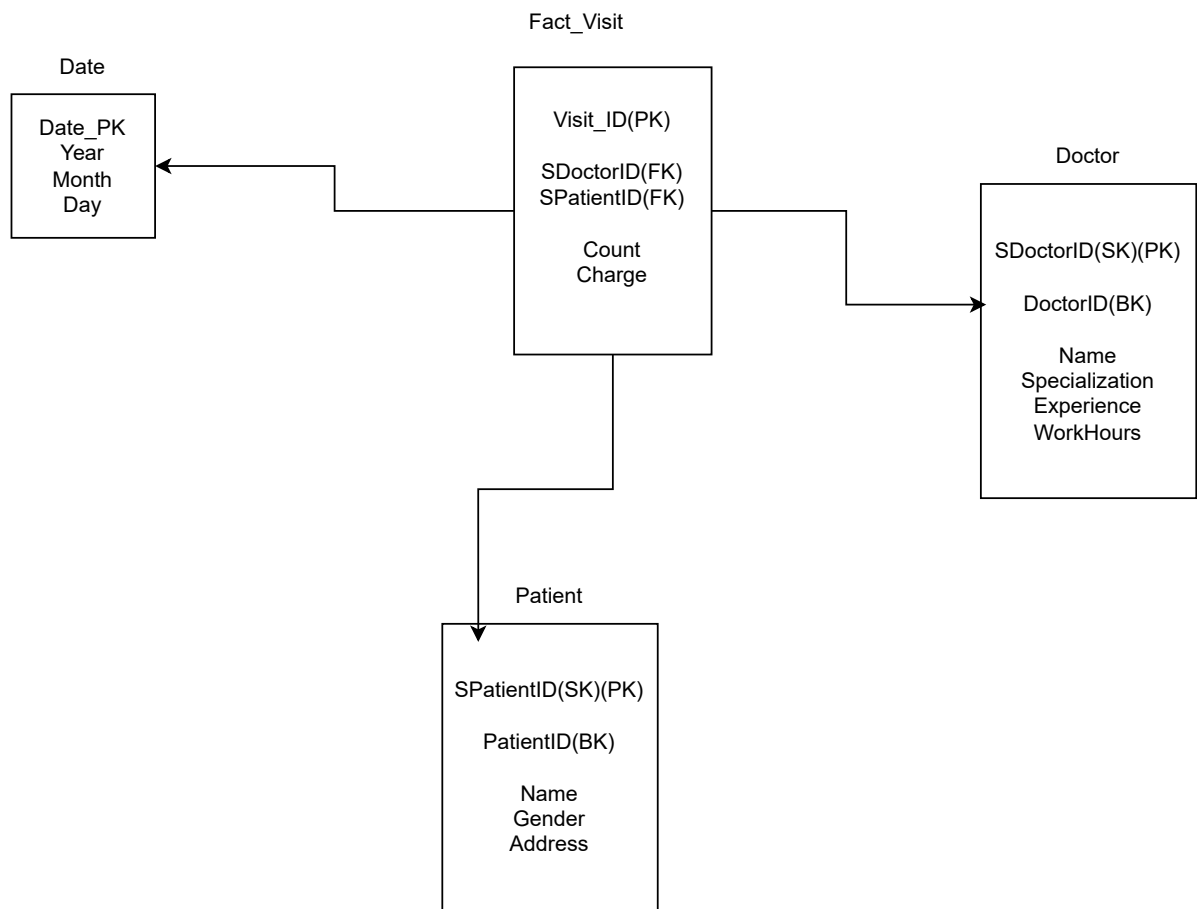 Fact_Visit
Date
Date_PK
Year
Month
Day
Visit_ID(PK)
SDoctorID(FK)
SPatientID(FK)
Count
Charge
Doctor
SDoctorID(SK)(PK)
DoctorID(BK)
Name
Specialization
Experience
WorkHours
Patient
SPatientID(SK)(PK)
PatientID(BK)
Name
Gender
Address